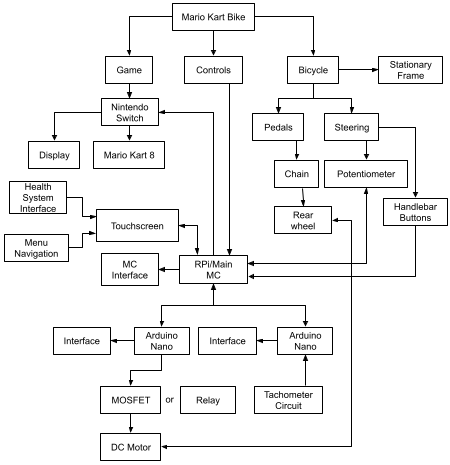 Mario Kart Bike
Game
Controls
Bicycle
Stationary
Frame
Nintendo
Switch
Pedals
Steering
Display
Mario Kart 8
Chain
Potentiometer
Health
System
Interface
Touchscreen
Rear
wheel
Handlebar
Buttons
Menu
Navigation
MC
Interface
RPi/Main
MC
Interface
Arduino
Nano
Interface
Arduino
Nano
MOSFET
or
Relay
Tachometer
Circuit
DC Motor